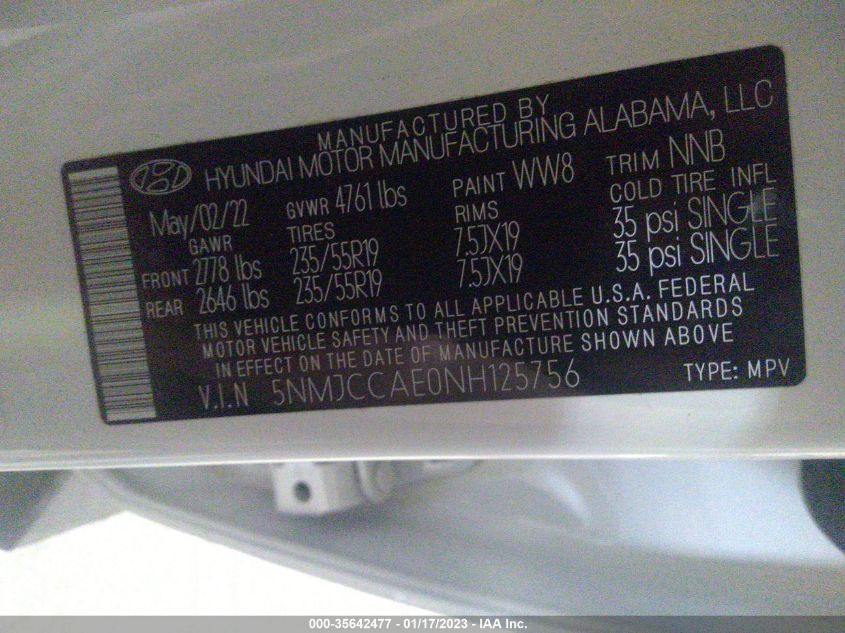 MANUFACTURED BY
HYUNDAI MOTOR MANUFACTURING ALABAMA, LLC
May/02/22 GVWR 4761 lbs PAINT WW8 TRIM NNB
GAWR TIRES RIMS COLD TIRE INFL
FRONT 2778 lbs 235/55R19 7.5JX19 35 psi SINGLE
REAR 2646 lbs 235/55R19 7.5JX19 35 psi SINGLE
THIS VEHICLE CONFORMS TO ALL APPLICABLE U.S.A. FEDERAL
MOTOR VEHICLE SAFETY AND THEFT PREVENTION STANDARDS
IN EFFECT ON THE DATE OF MANUFACTURE SHOWN ABOVE
V.I.N 5NMJCCAE0NH125756 TYPE: MPV
000-35642477 - 01/17/2023 - IAA Inc.